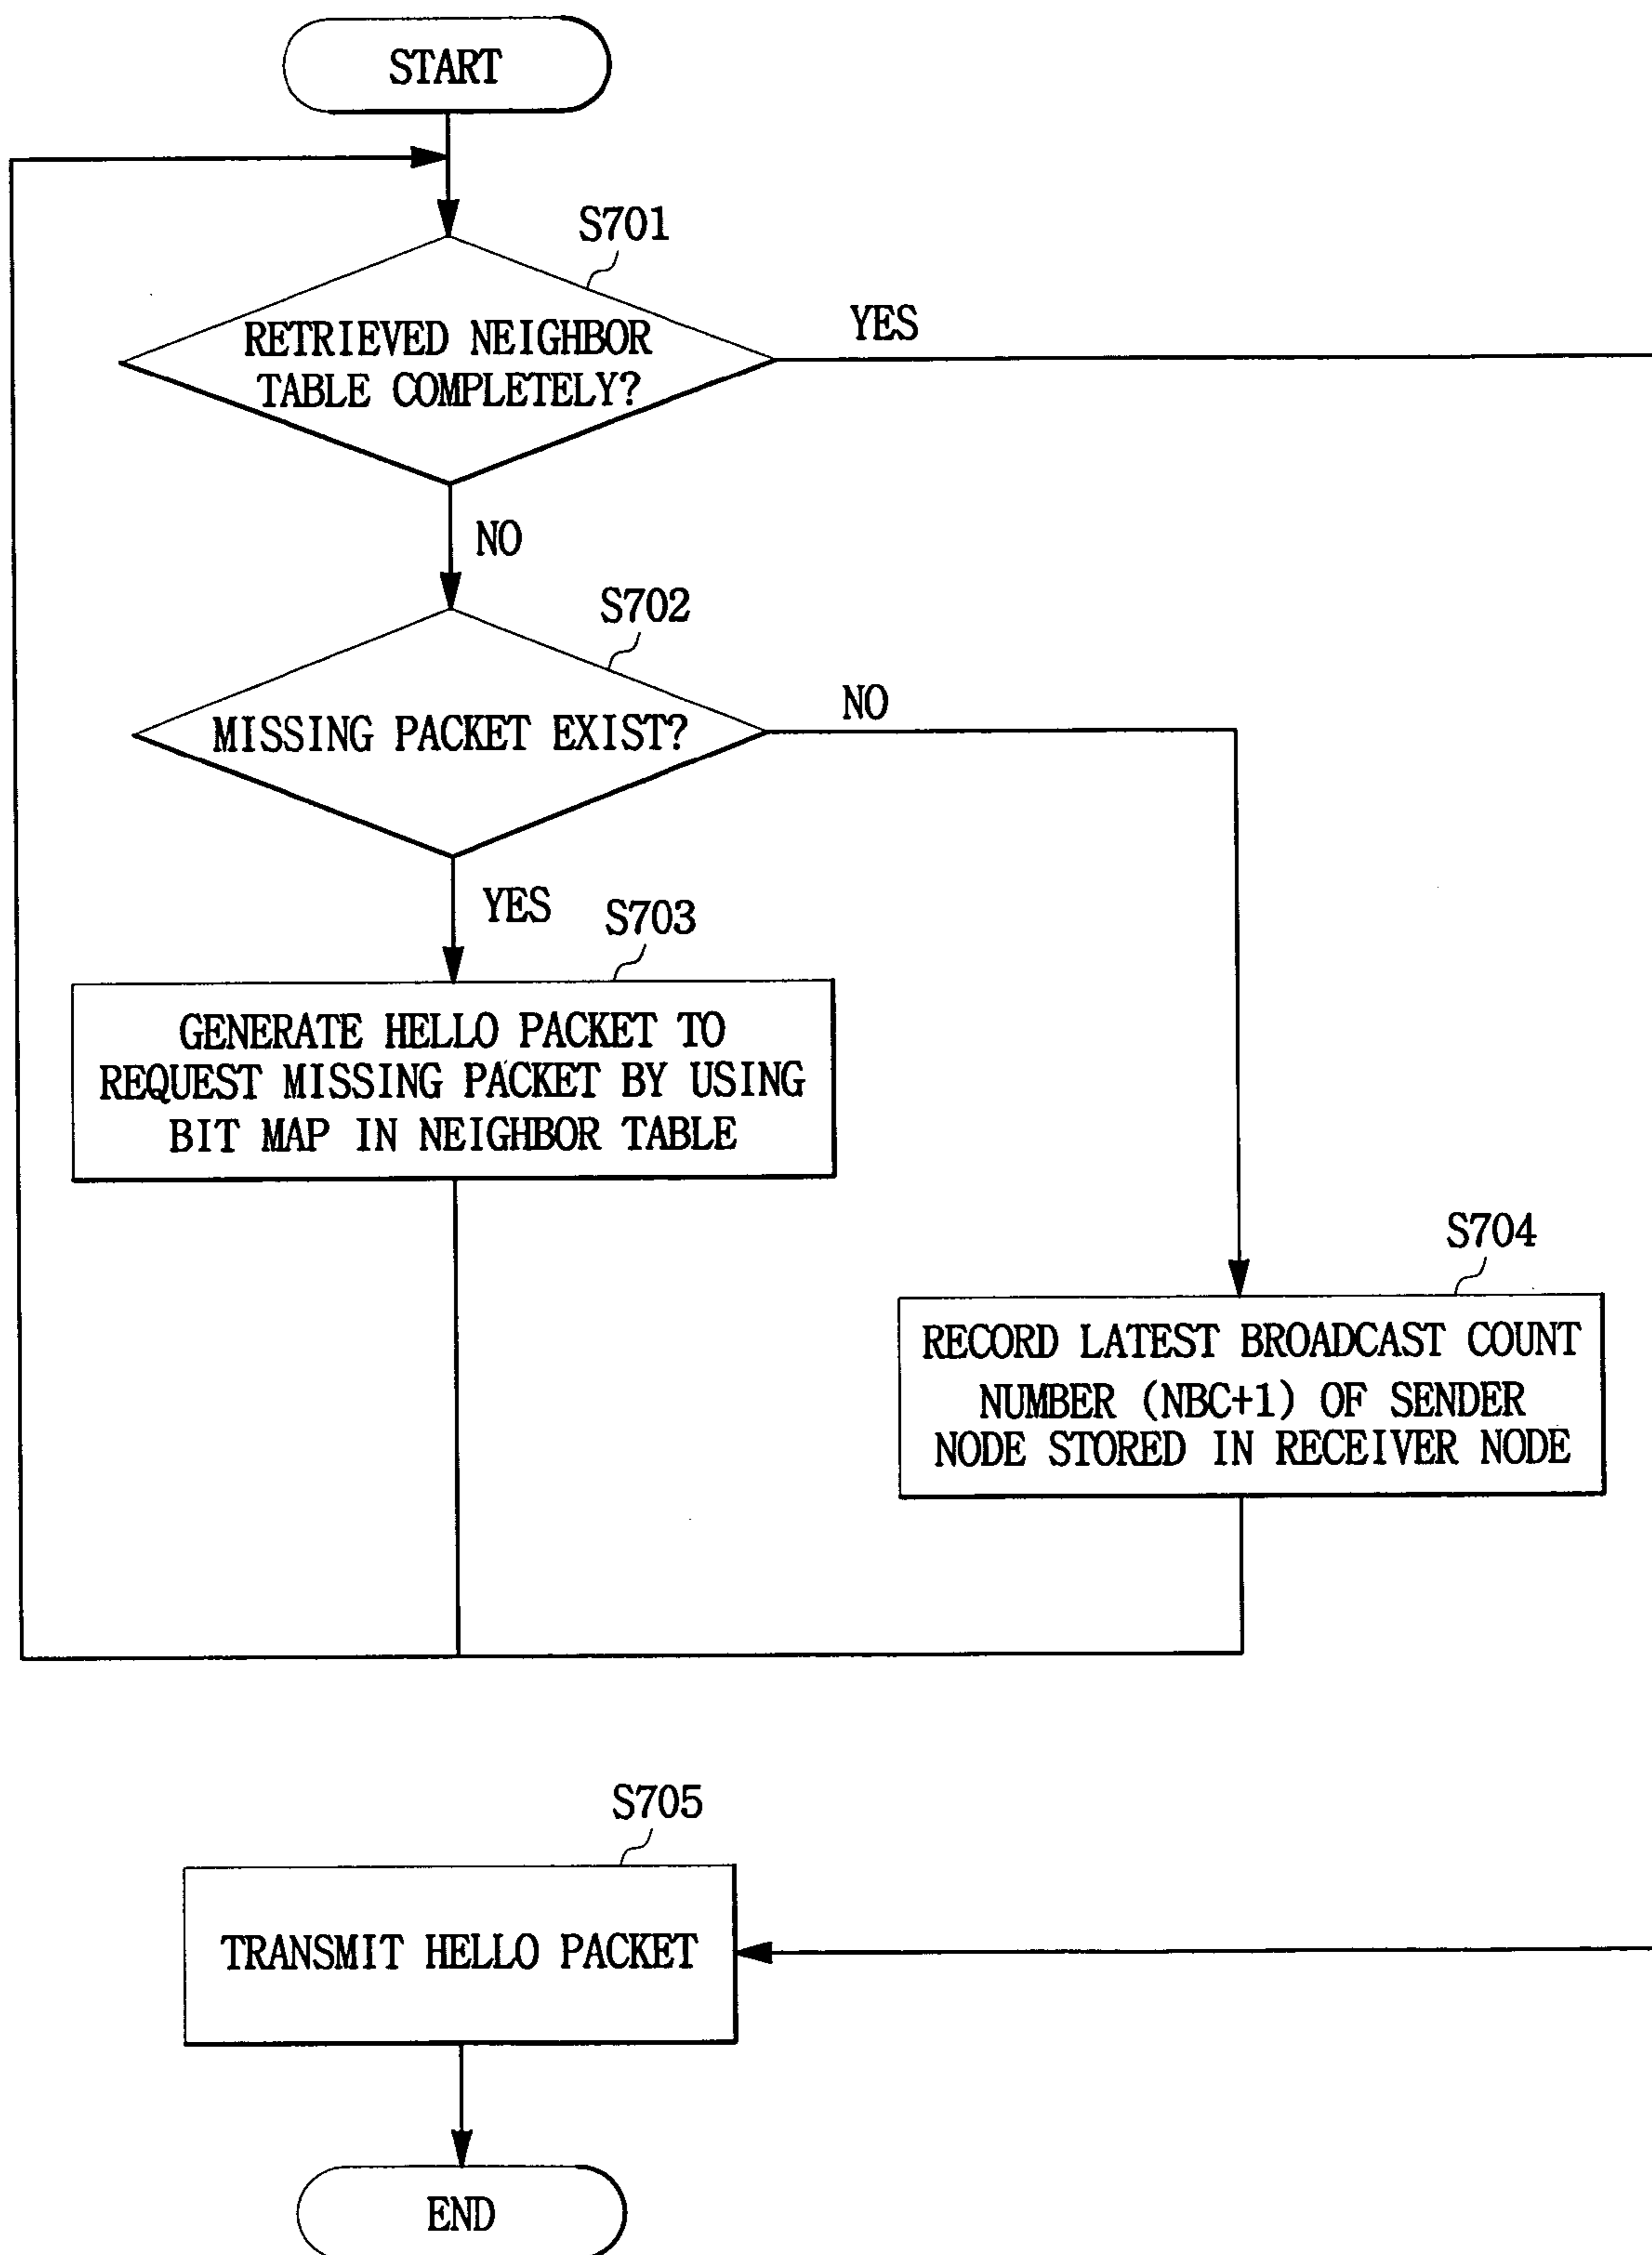 START
S701
RETRIEVED NEIGHBOR
TABLE COMPLETELY?
YES
NO
S702
MISSING PACKET EXIST?
NO
YES
S703
GENERATE HELLO PACKET TO
REQUEST MISSING PACKET BY USING
BIT MAP IN NEIGHBOR TABLE
S704
RECORD LATEST BROADCAST COUNT
NUMBER (NBC+1) OF SENDER
NODE STORED IN RECEIVER NODE
S705
TRANSMIT HELLO PACKET
END